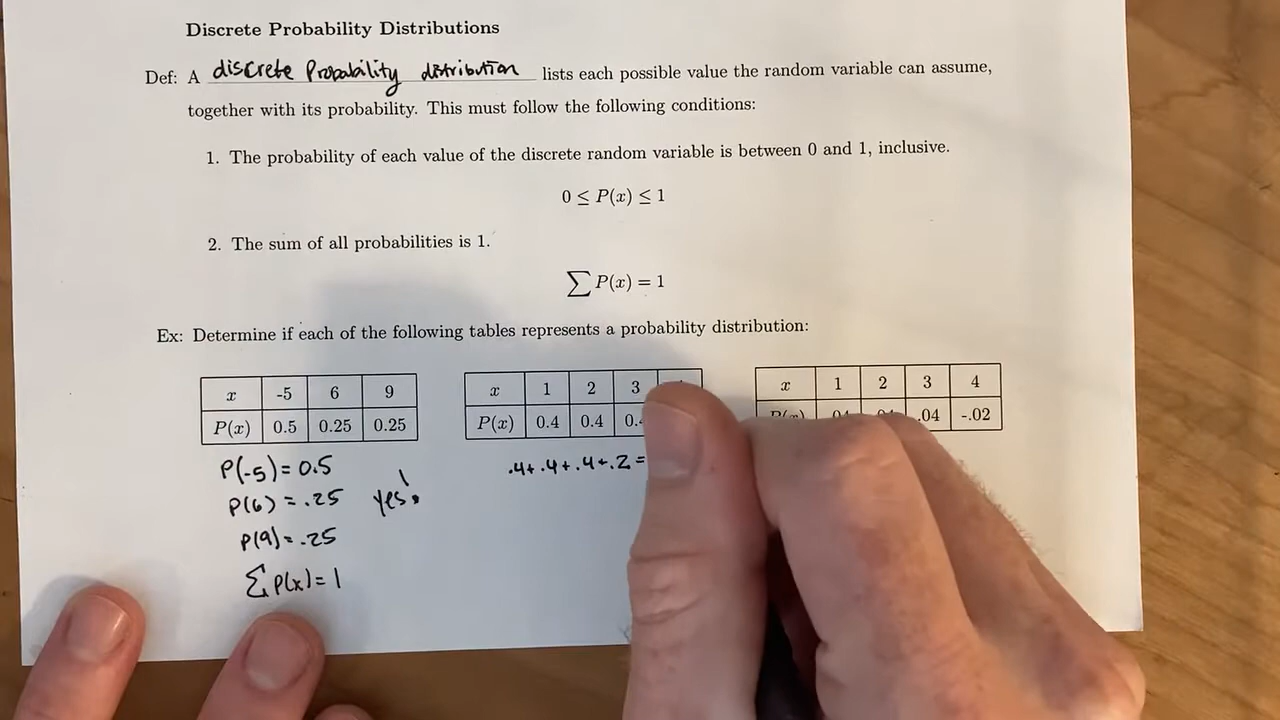 Discrete Probability Distributions
Def: A discrete Probability distribution lists each possible value the random variable can assume,
together with its probability. This must follow the following conditions:
1. The probability of each value of the discrete random variable is between 0 and 1, inclusive.
0 ≤ P(x) ≤ 1
2. The sum of all probabilities is 1.
∑ P(x) = 1
Ex: Determine if each of the following tables represents a probability distribution:
x -5 6 9
P(x) 0.5 0.25 0.25
P(-5) = 0.5
P(6) = .25 yes!
P(9) = .25
∑ P(x) = 1
x 1 2 3
P(x) 0.4 0.4
.4+.4+.4+.2=
x 1 2 3 4
.04 -.02